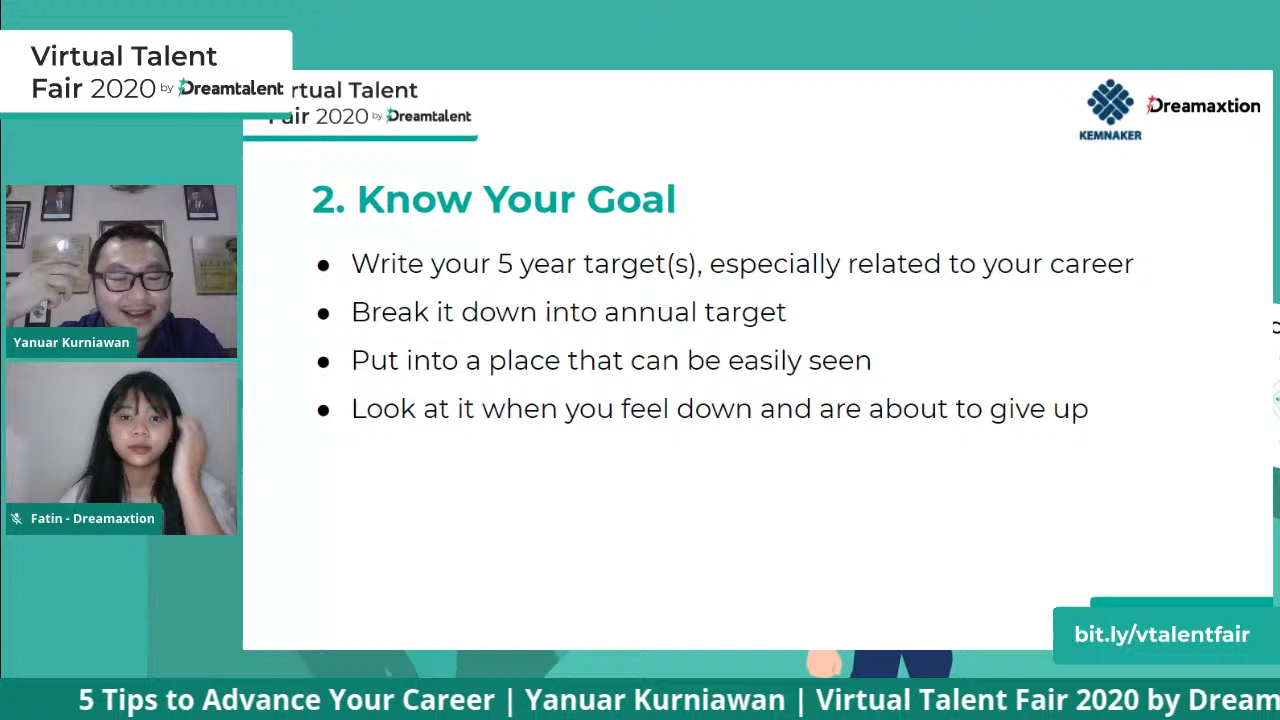 Virtual Talent
Fair 2020 by Dreamtalent
rtual Talent
Fair 2020 by Dreamtalent
KEMNAKER
Dreamaxtion
2. Know Your Goal
● Write your 5 year target(s), especially related to your career
● Break it down into annual target
● Put into a place that can be easily seen
● Look at it when you feel down and are about to give up
Yanuar Kurniawan
Fatin - Dreamaxtion
bit.ly/vtalentfair
5 Tips to Advance Your Career | Yanuar Kurniawan | Virtual Talent Fair 2020 by Dream